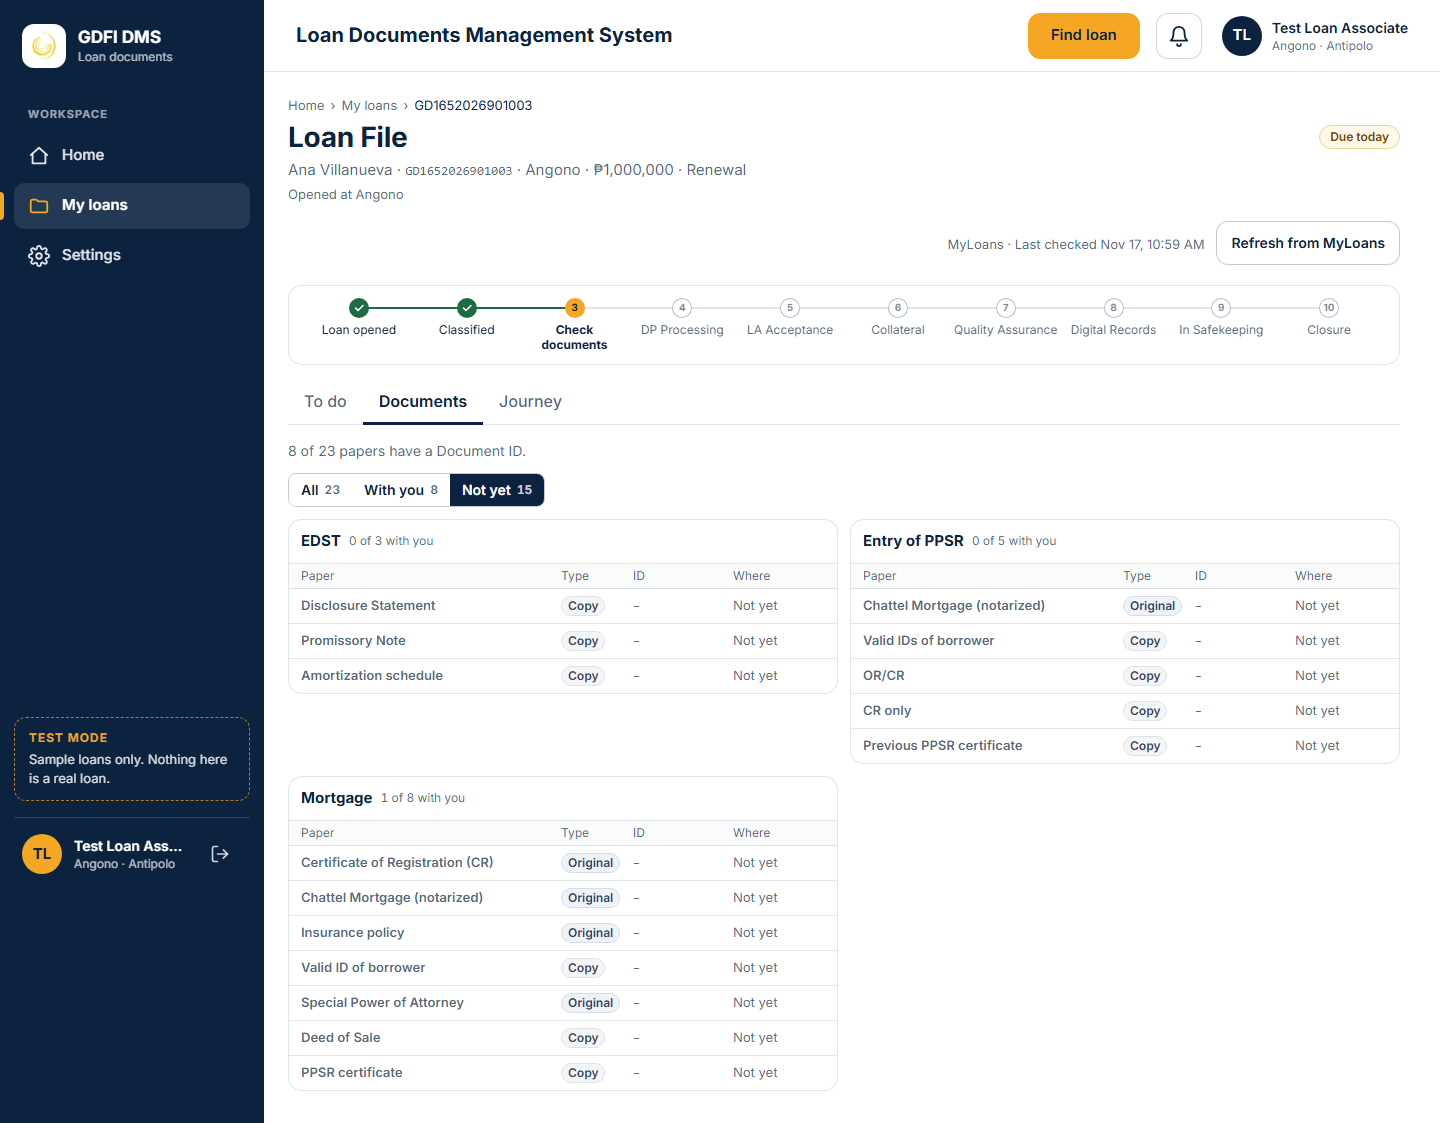 GDFI DMS
Loan documents
WORKSPACE
Home
My loans
Settings
TEST MODE
Sample loans only. Nothing here
is a real loan.
TL
Test Loan Ass...
Angono · Antipolo
Loan Documents Management System
Find loan
TL
Test Loan Associate
Angono · Antipolo
Home › My loans › GD1652026901003
Loan File
Due today
Ana Villanueva · GD1652026901003 · Angono · ₱1,000,000 · Renewal
Opened at Angono
MyLoans · Last checked Nov 17, 10:59 AM
Refresh from MyLoans
Loan opened
Classified
3
Check
documents
4
DP Processing
5
LA Acceptance
6
Collateral
7
Quality Assurance
8
Digital Records
9
In Safekeeping
10
Closure
To do
Documents
Journey
8 of 23 papers have a Document ID.
All 23
With you 8
Not yet 15
EDST 0 of 3 with you
Paper Type ID Where
Disclosure Statement Copy – Not yet
Promissory Note Copy – Not yet
Amortization schedule Copy – Not yet
Entry of PPSR 0 of 5 with you
Paper Type ID Where
Chattel Mortgage (notarized) Original – Not yet
Valid IDs of borrower Copy – Not yet
OR/CR Copy – Not yet
CR only Copy – Not yet
Previous PPSR certificate Copy – Not yet
Mortgage 1 of 8 with you
Paper Type ID Where
Certificate of Registration (CR) Original – Not yet
Chattel Mortgage (notarized) Original – Not yet
Insurance policy Original – Not yet
Valid ID of borrower Copy – Not yet
Special Power of Attorney Original – Not yet
Deed of Sale Copy – Not yet
PPSR certificate Copy – Not yet